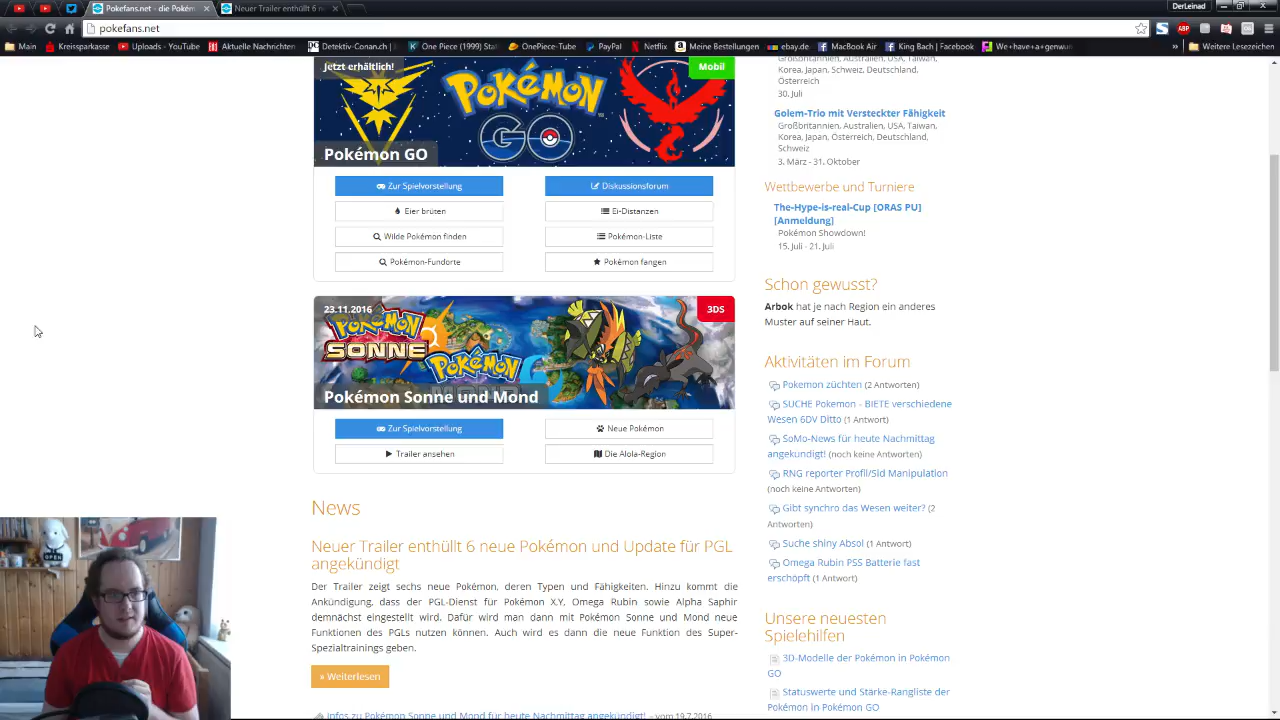 Pokefans.net - die Pokém
Neuer Trailer enthüllt 6 n
DerLeinad
pokefans.net
ABP
Main
Kreissparkasse
Uploads - YouTube
Aktuelle Nachrichten
Detektiv-Conan.ch
One Piece (1999) Sta
OnePiece-Tube
PayPal
Netflix
Meine Bestellungen
ebay.de
MacBook Air
King Bach | Facebook
We+have+a+genwu
»
Weitere Lesezeichen
Jetzt erhältlich!
Mobil
POKÉMON
GO
Pokémon GO
Zur Spielvorstellung
Diskussionsforum
Eier brüten
Ei-Distanzen
Wilde Pokémon finden
Pokémon-Liste
Pokémon-Fundorte
Pokémon fangen
23.11.2016
3DS
POKÉMON
SONNE
POKÉMON
MOND
Pokémon Sonne und Mond
Zur Spielvorstellung
Neue Pokémon
Trailer ansehen
Die Alola-Region
News
Neuer Trailer enthüllt 6 neue Pokémon und Update für PGL
angekündigt
Der Trailer zeigt sechs neue Pokémon, deren Typen und Fähigkeiten. Hinzu kommt die
Ankündigung, dass der PGL-Dienst für Pokémon X,Y, Omega Rubin sowie Alpha Saphir
demnächst eingestellt wird. Dafür wird man dann mit Pokémon Sonne und Mond neue
Funktionen des PGLs nutzen können. Auch wird es dann die neue Funktion des Super-
Spezialtrainings geben.
» Weiterlesen
Infos zu Pokémon Sonne und Mond für heute Nachmittag angekündigt! – vom 19.7.2016
Großbritannien, Australien, USA, Taiwan,
Korea, Japan, Schweiz, Deutschland,
Österreich
30. Juli
Golem-Trio mit Versteckter Fähigkeit
Großbritannien, Australien, USA, Taiwan,
Korea, Japan, Österreich, Deutschland,
Schweiz
3. März - 31. Oktober
Wettbewerbe und Turniere
The-Hype-is-real-Cup [ORAS PU]
[Anmeldung]
Pokémon Showdown!
15. Juli - 21. Juli
Schon gewusst?
Arbok hat je nach Region ein anderes
Muster auf seiner Haut.
Aktivitäten im Forum
Pokemon züchten (2 Antworten)
SUCHE Pokemon - BIETE verschiedene
Wesen 6DV Ditto (1 Antwort)
SoMo-News für heute Nachmittag
angekündigt! (noch keine Antworten)
RNG reporter Profil/Sid Manipulation
(noch keine Antworten)
Gibt synchro das Wesen weiter? (2
Antworten)
Suche shiny Absol (1 Antwort)
Omega Rubin PSS Batterie fast
erschöpft (1 Antwort)
Unsere neusten
Spielehilfen
3D-Modelle der Pokémon in Pokémon
GO
Statuswerte und Stärke-Rangliste der
Pokémon in Pokémon GO
OPEN